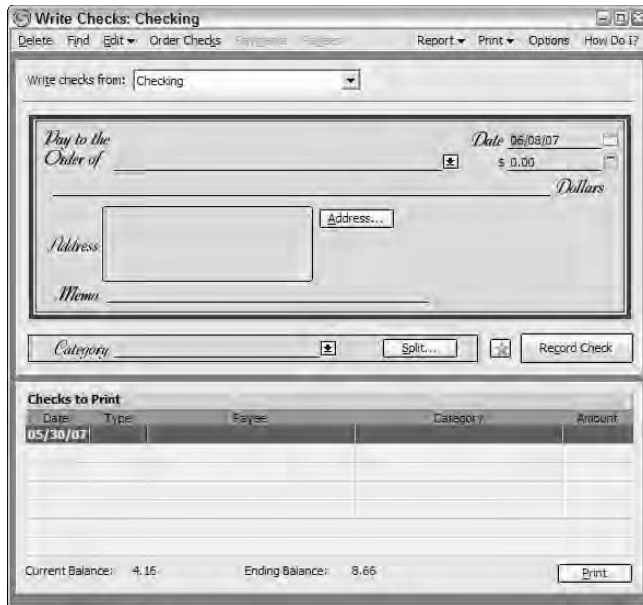 Write Checks: Checking
Delete Find Edit Order Checks Payments Payees Report Print Options How Do I?
Write checks from: Checking
Pay to the
Order of
Date 06/08/07
$ 0.00
Dollars
Address...
Address
Memo
Category Split... Record Check
Checks to Print
Date Type Payee Category Amount
05/30/07
Current Balance: 4.16 Ending Balance: 8.66 Print